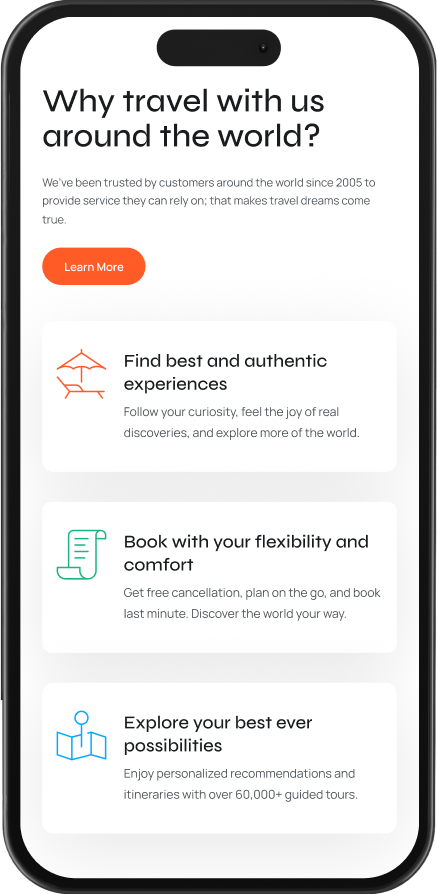 Why travel with us
around the world?
We've been trusted by customers around the world since 2005 to
provide service they can rely on; that makes travel dreams come
true.
Learn More
Find best and authentic
experiences
Follow your curiosity, feel the joy of real
discoveries, and explore more of the world.
Book with your flexibility and
comfort
Get free cancellation, plan on the go, and book
last minute. Discover the world your way.
Explore your best ever
possibilities
Enjoy personalized recommendations and
itineraries with over 60,000+ guided tours.